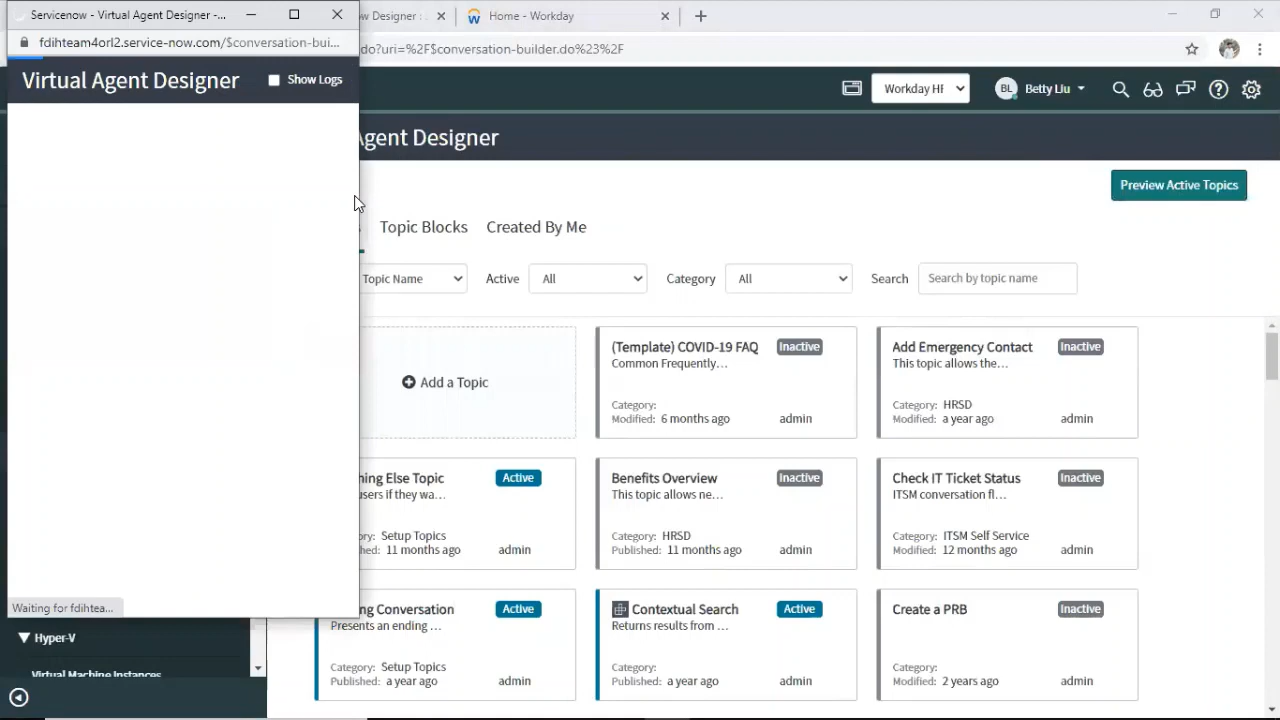 Servicenow - Virtual Agent Designer -...
ow Designer :
Home - Workday
fdihteam4orl2.service-now.com/$conversation-bui...
do?uri=%2F$conversation-builder.do%23%2F
Virtual Agent Designer
Show Logs
Workday HF
BL
Betty Liu
Agent Designer
Preview Active Topics
Topic Blocks
Created By Me
Topic Name
Active
All
Category
All
Search
Search by topic name
Add a Topic
(Template) COVID-19 FAQ
Inactive
Common Frequently...
Category:
Modified: 6 months ago
admin
Add Emergency Contact
Inactive
This topic allows the...
Category: HRSD
Modified: a year ago
admin
hing Else Topic
Active
users if they wa...
Category: Setup Topics
hed: 11 months ago
admin
Benefits Overview
Inactive
This topic allows ne...
Category: HRSD
Published: 11 months ago
admin
Check IT Ticket Status
Inactive
ITSM conversation fl...
Category: ITSM Self Service
Modified: 12 months ago
admin
ng Conversation
Active
Presents an ending ...
Category: Setup Topics
Published: a year ago
admin
Contextual Search
Active
Returns results from ...
Category:
Published: a year ago
admin
Create a PRB
Inactive
Category:
Modified: 2 years ago
admin
Waiting for fdihtea...
Hyper-V
Virtual Machine Instances